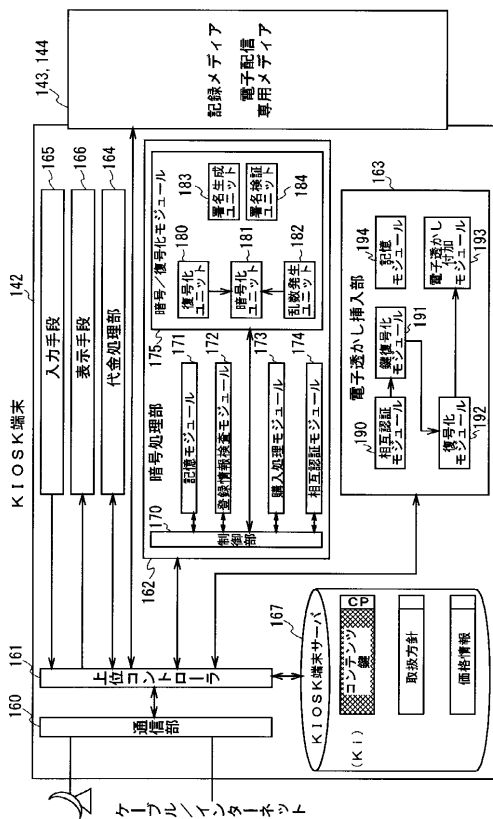 KIOSK端末
142
入力手段
165
表示手段
166
代金処理部
164
143, 144
記録メディア
電子配信
専用メディア
160
通信部
161
上位コントローラ
ケーブル／インターネット
162
暗号処理部
170
制御部
記憶モジュール
171
登録情報検査モジュール
172
購入処理モジュール
173
相互認証モジュール
174
175
暗号／復号化モジュール
復号化
ユニット
180
暗号化
ユニット
181
乱数発生
ユニット
182
署名生成
ユニット
183
署名検証
ユニット
184
163
電子透かし挿入部
190
相互認証
モジュール
鍵復号化
モジュール
191
復号化
モジュール
192
電子透かし
付加
モジュール
193
記憶
モジュール
194
167
KIOSK端末サーバ
コンテンツ鍵
CP
(Ki)
取扱方針
価格情報